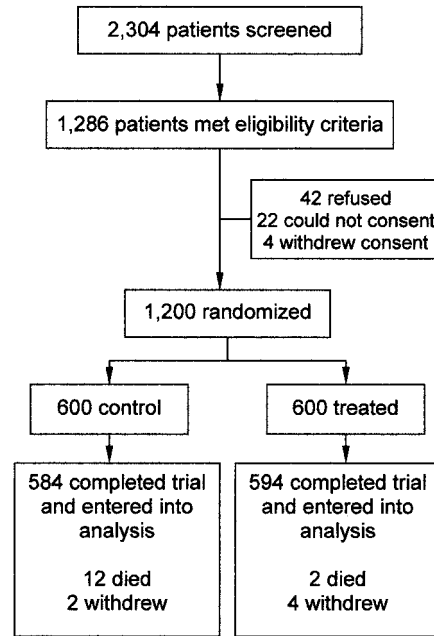 2,304 patients screened
1,286 patients met eligibility criteria
42 refused
22 could not consent
4 withdrew consent
1,200 randomized
600 control
600 treated
584 completed trial
and entered into
analysis
12 died
2 withdrew
594 completed trial
and entered into
analysis
2 died
4 withdrew